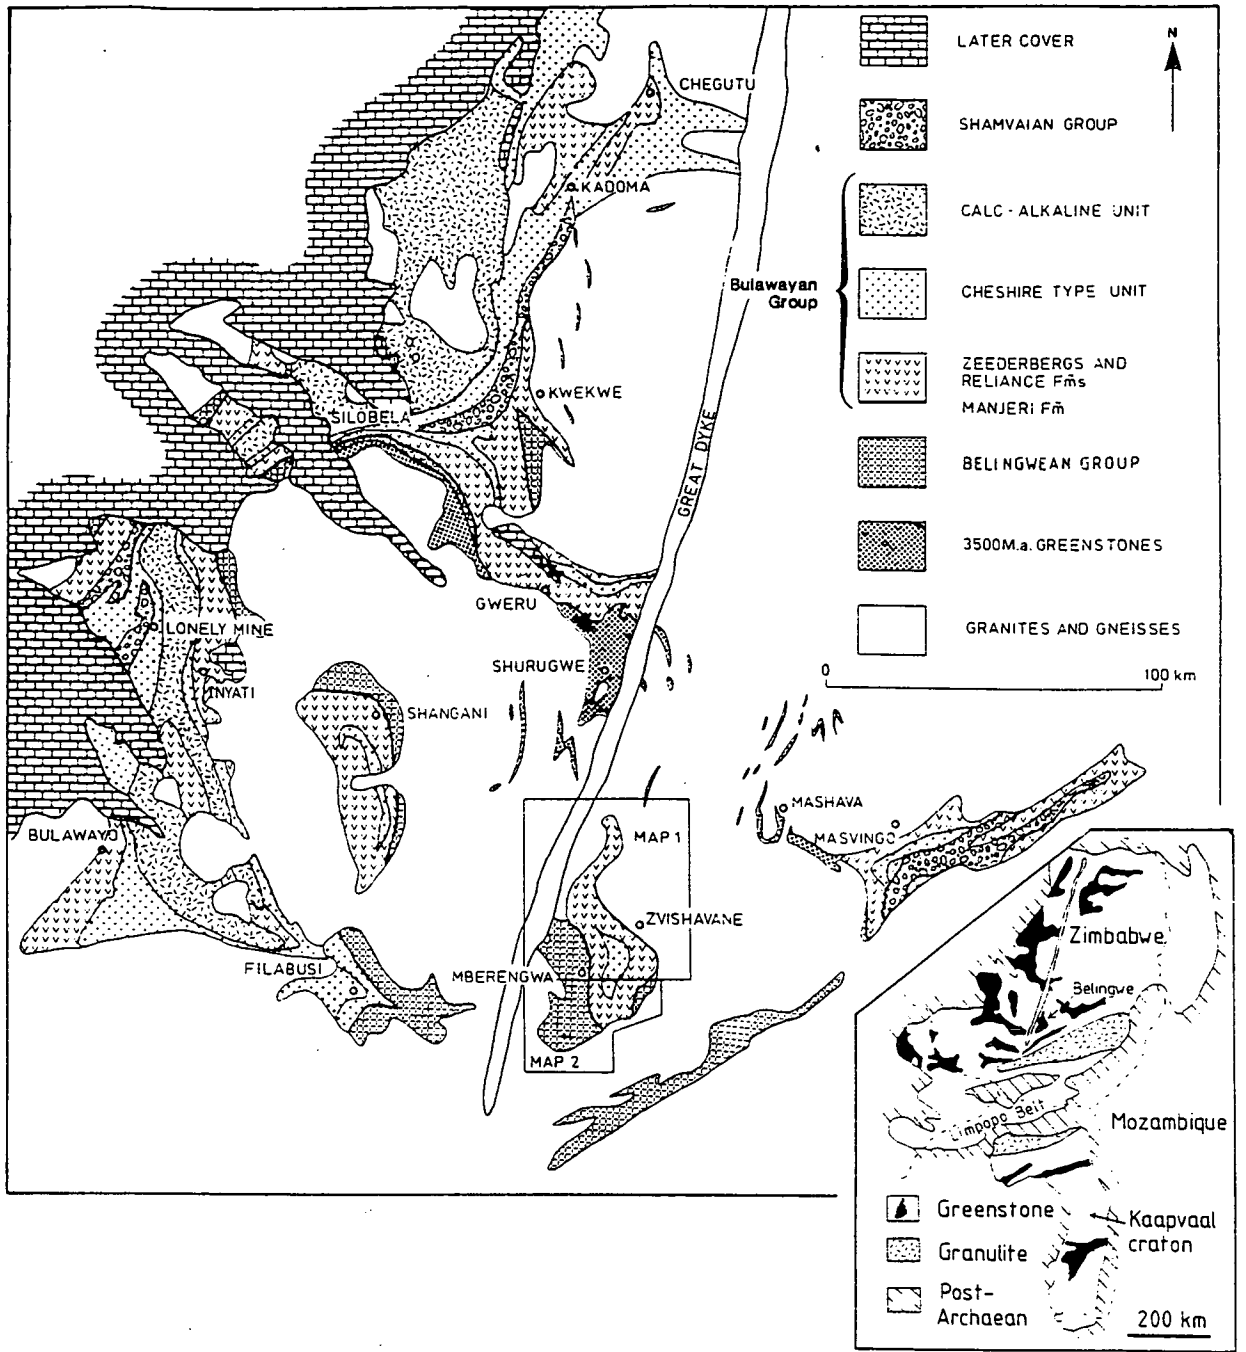 LATER COVER
N
SHAMVAIAN GROUP
CALC-ALKALINE UNIT
Bulawayan
Group
CHESHIRE TYPE UNIT
ZEEDERBERGS AND
RELIANCE Fm̄s
MANJERI Fm̄
BELINGWEAN GROUP
3500M.a. GREENSTONES
GRANITES AND GNEISSES
0 100 km
CHEGUTU
KADOMA
SILOBELA
KWEKWE
GREAT DYKE
GWERU
LONELY MINE
SHURUGWE
INYATI
SHANGANI
MASHAVA
BULAWAYO
MAP 1
MASVINGO
ZVISHAVANE
FILABUSI
MBERENGWA
MAP 2
Zimbabwe
Belingwe
Limpopo Belt
Mozambique
Greenstone
Kaapvaal
craton
Granulite
Post-
Archaean
200 km